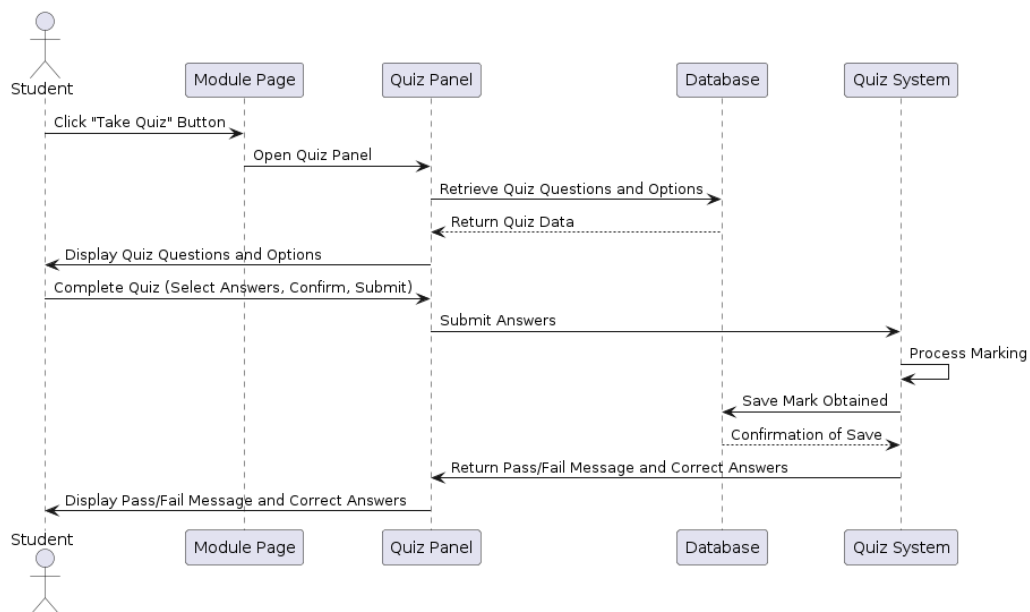 Student
Module Page
Quiz Panel
Database
Quiz System
Click "Take Quiz" Button
Open Quiz Panel
Retrieve Quiz Questions and Options
Return Quiz Data
Display Quiz Questions and Options
Complete Quiz (Select Answers, Confirm, Submit)
Submit Answers
Process Marking
Save Mark Obtained
Confirmation of Save
Return Pass/Fail Message and Correct Answers
Display Pass/Fail Message and Correct Answers
Student
Module Page
Quiz Panel
Database
Quiz System